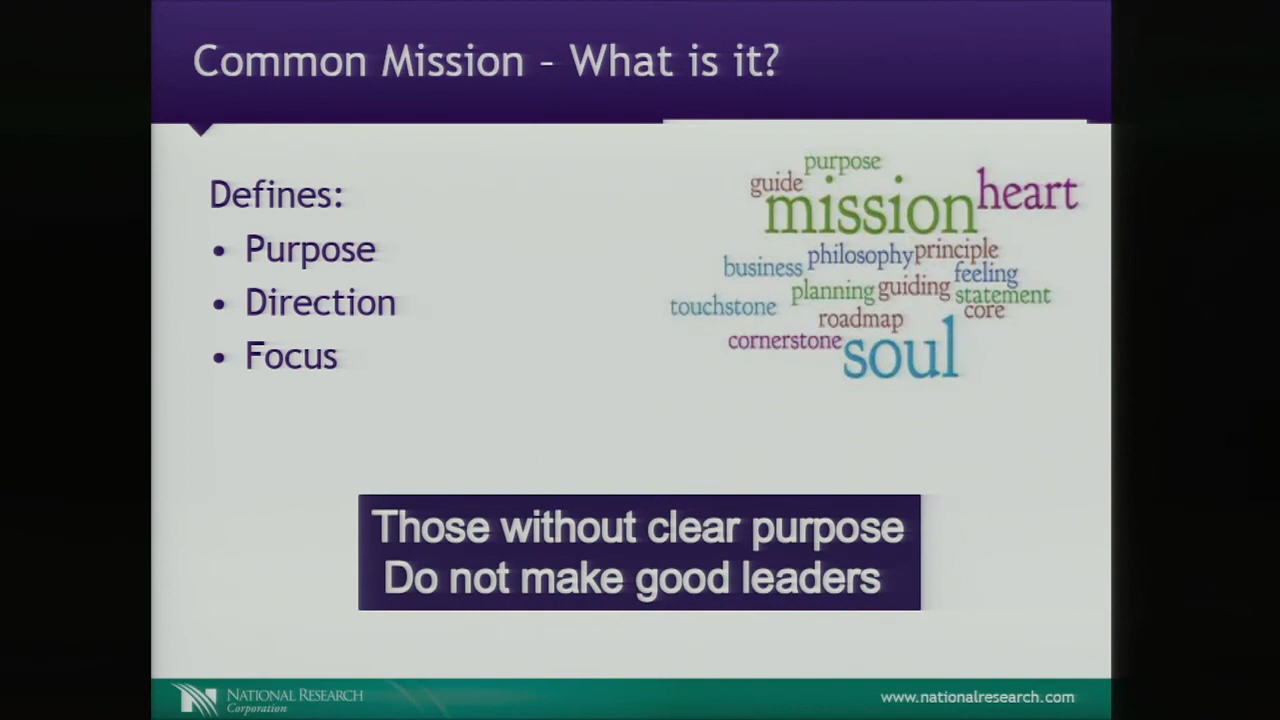 Common Mission – What is it?
Defines:
• Purpose
• Direction
• Focus
purpose
guide
mission
heart
philosophy
principle
business
feeling
planning
guiding
statement
touchstone
roadmap
core
cornerstone
soul
Those without clear purpose
Do not make good leaders
NATIONAL RESEARCH
Corporation
www.nationalresearch.com